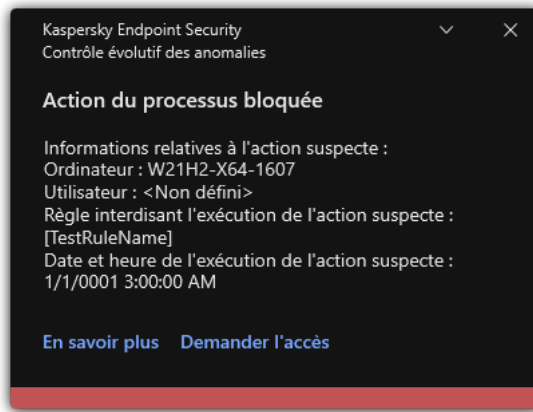 Kaspersky Endpoint Security
Contrôle évolutif des anomalies
Action du processus bloquée
Informations relatives à l'action suspecte :
Ordinateur : W21H2-X64-1607
Utilisateur : <Non défini>
Règle interdisant l'exécution de l'action suspecte :
[TestRuleName]
Date et heure de l'exécution de l'action suspecte :
1/1/0001 3:00:00 AM
En savoir plus Demander l'accès